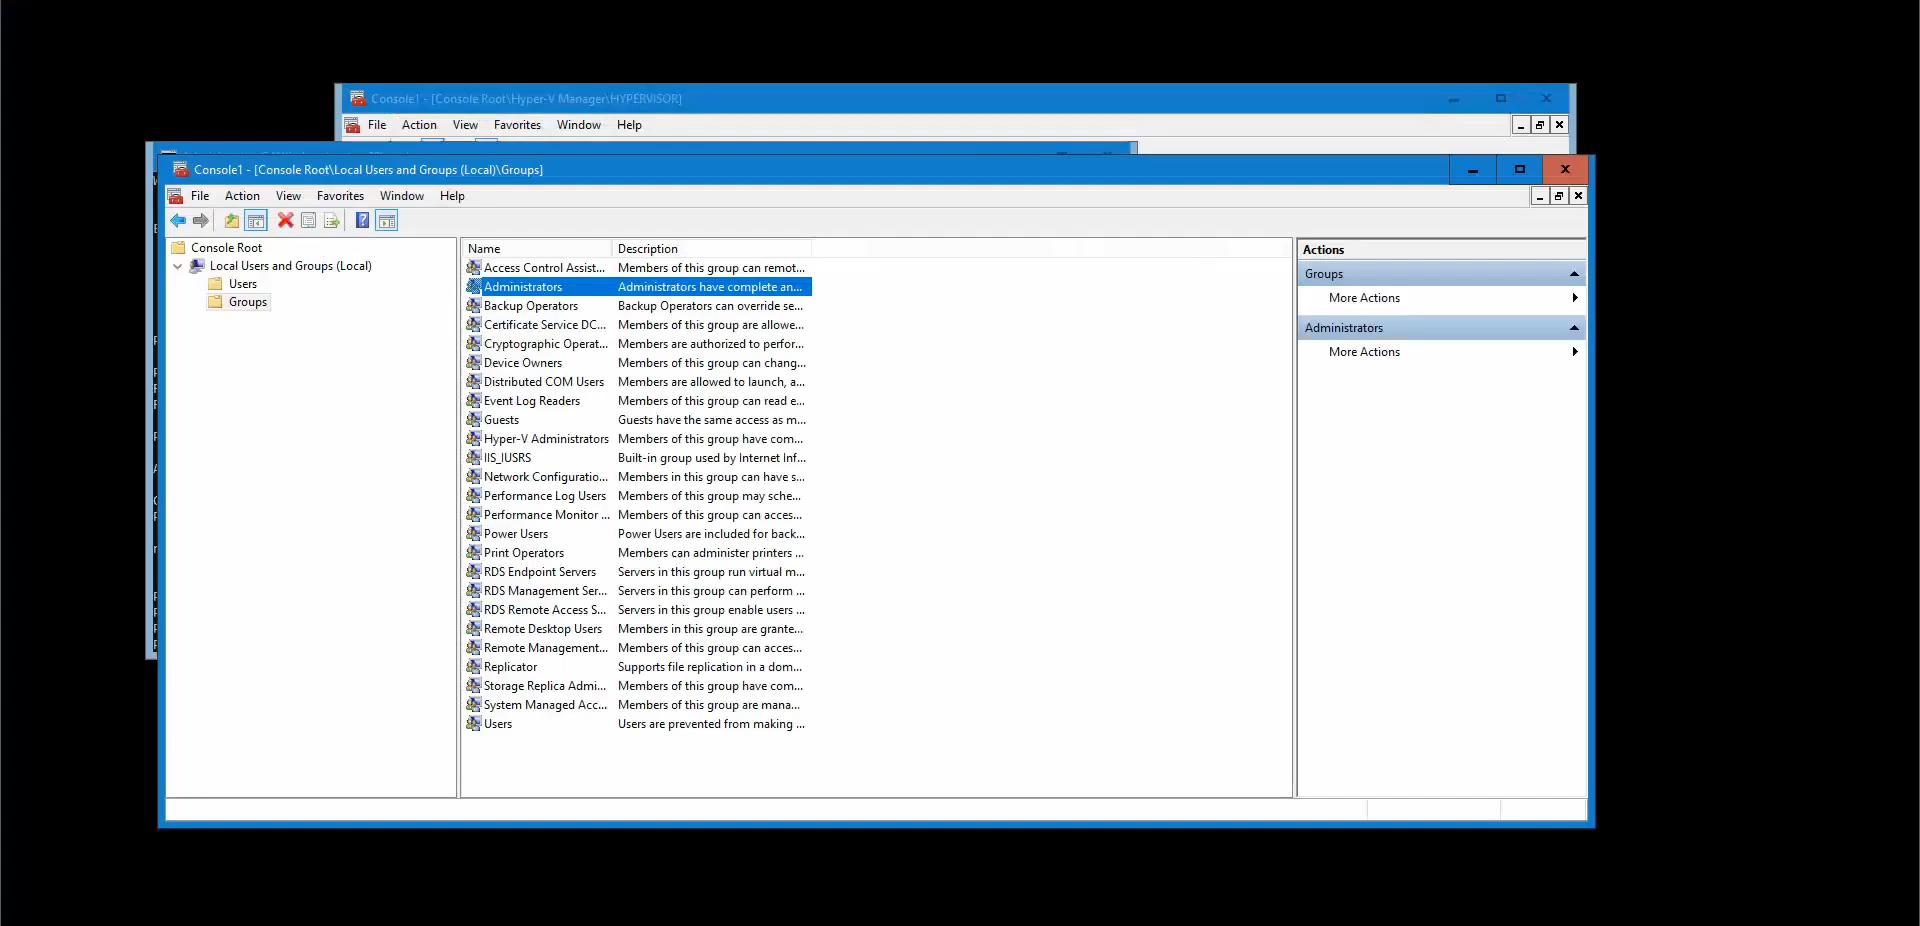 Console1 - [Console Root\Hyper-V Manager\HYPERVISOR]
File Action View Favorites Window Help
Console1 - [Console Root\Local Users and Groups (Local)\Groups]
File Action View Favorites Window Help
Console Root
Local Users and Groups (Local)
Users
Groups
Name Description
Access Control Assist... Members of this group can remot...
Administrators Administrators have complete an...
Backup Operators Backup Operators can override se...
Certificate Service DC... Members of this group are allowe...
Cryptographic Operat... Members are authorized to perfor...
Device Owners Members of this group can chang...
Distributed COM Users Members are allowed to launch, a...
Event Log Readers Members of this group can read e...
Guests Guests have the same access as m...
Hyper-V Administrators Members of this group have com...
IIS_IUSRS Built-in group used by Internet Inf...
Network Configuratio... Members in this group can have s...
Performance Log Users Members of this group may sche...
Performance Monitor ... Members of this group can acces...
Power Users Power Users are included for back...
Print Operators Members can administer printers ...
RDS Endpoint Servers Servers in this group run virtual m...
RDS Management Ser... Servers in this group can perform ...
RDS Remote Access S... Servers in this group enable users ...
Remote Desktop Users Members in this group are grante...
Remote Management... Members of this group can acces...
Replicator Supports file replication in a dom...
Storage Replica Admi... Members of this group have com...
System Managed Acc... Members of this group are mana...
Users Users are prevented from making ...
Actions
Groups
More Actions
Administrators
More Actions